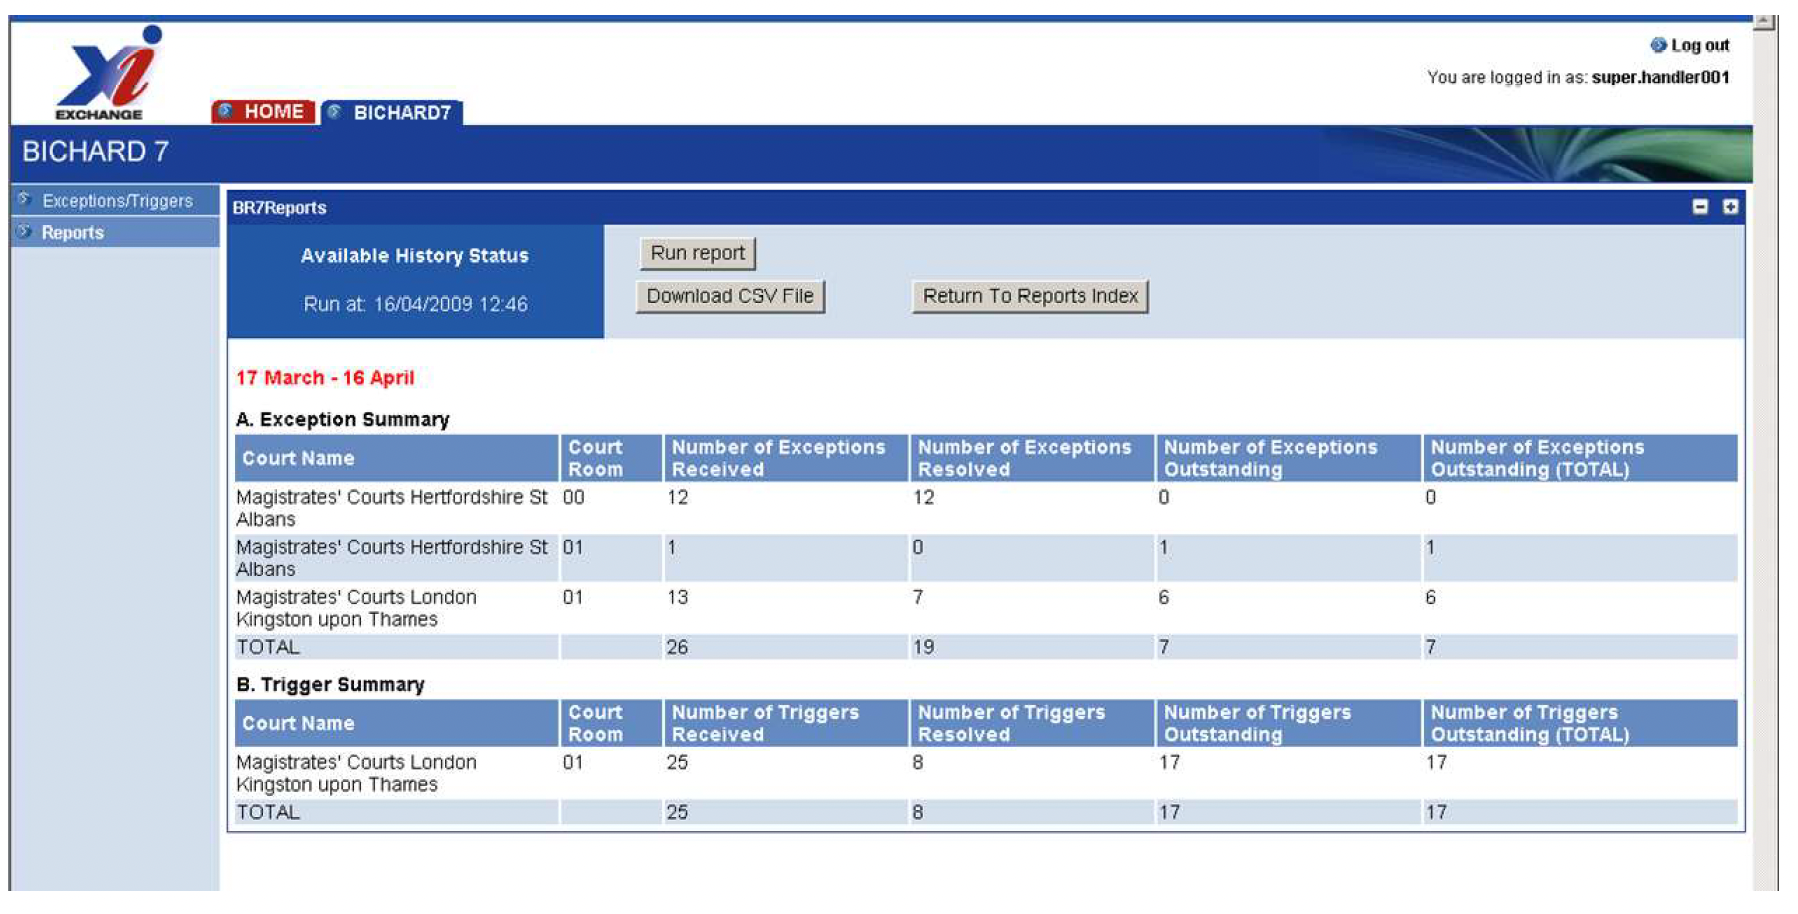 Xi
EXCHANGE
Log out
You are logged in as: super.handler001
HOME BICHARD7
BICHARD 7
Exceptions/Triggers
Reports
BR7Reports
Available History Status
Run at: 16/04/2009 12:46
Run report
Download CSV File Return To Reports Index
17 March - 16 April
A. Exception Summary
Court Name Court Room Number of Exceptions Received Number of Exceptions Resolved Number of Exceptions Outstanding Number of Exceptions Outstanding (TOTAL)
Magistrates' Courts Hertfordshire St Albans 00 12 12 0 0
Magistrates' Courts Hertfordshire St Albans 01 1 0 1 1
Magistrates' Courts London Kingston upon Thames 01 13 7 6 6
TOTAL 26 19 7 7
B. Trigger Summary
Court Name Court Room Number of Triggers Received Number of Triggers Resolved Number of Triggers Outstanding Number of Triggers Outstanding (TOTAL)
Magistrates' Courts London Kingston upon Thames 01 25 8 17 17
TOTAL 25 8 17 17